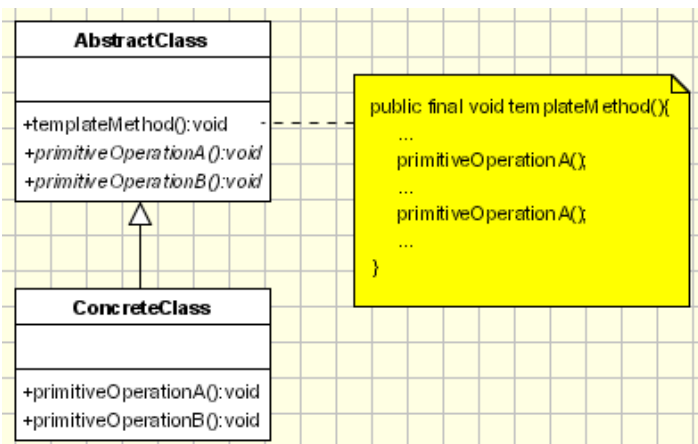 AbstractClass
+templateMethod():void
+primitiveOperationA():void
+primitiveOperationB():void
public final void templateMethod(){
...
primitiveOperationA();
...
primitiveOperationA();
...
}
ConcreteClass
+primitiveOperationA():void
+primitiveOperationB():void